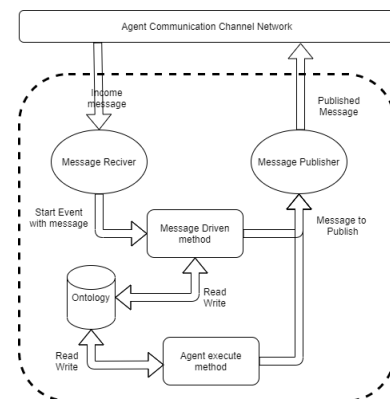 Agent Communication Channel Network
Income
message
Published
Message
Message Reciver
Message Publisher
Start Event
with message
Message Driven
method
Message to
Publish
Ontology
Read
Write
Read
Write
Agent execute
method